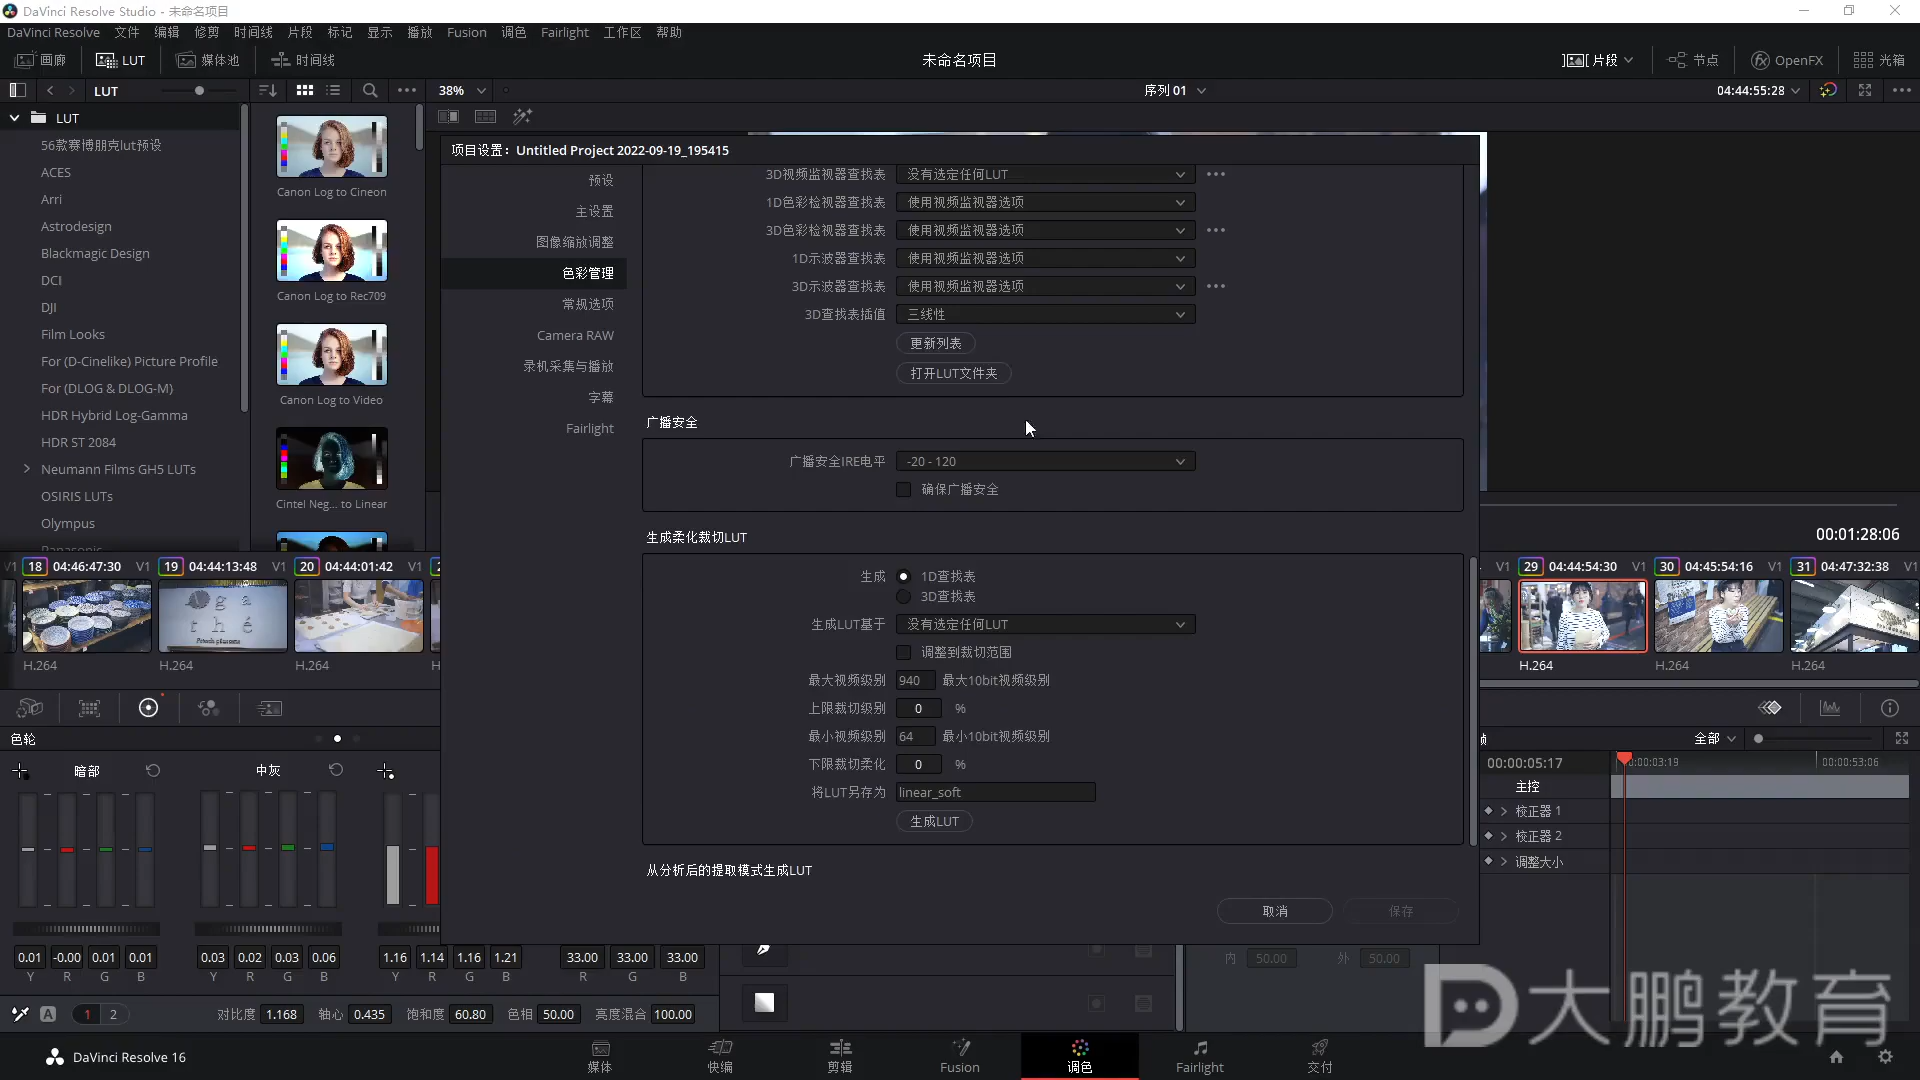 DaVinci Resolve Studio - 未命名项目
DaVinci Resolve 文件 编辑 修剪 时间线 片段 标记 显示 播放 Fusion 调色 Fairlight 工作区 帮助
画廊 LUT 媒体池 时间线 未命名项目 片段 节点 OpenFX 光箱
LUT 38% 序列 01 04:44:55:28
LUT
56款赛博朋克lut预设
ACES
Arri
Astrodesign
Blackmagic Design
DCI
DJI
Film Looks
For (D-Cinelike) Picture Profile
For (DLOG & DLOG-M)
HDR Hybrid Log-Gamma
HDR ST 2084
Neumann Films GH5 LUTs
OSIRIS LUTs
Olympus
Panasonic
Canon Log to Cineon
Canon Log to Rec709
Canon Log to Video
Cintel Neg... to Linear
项目设置： Untitled Project 2022-09-19_195415
预设
主设置
图像缩放调整
色彩管理
常规选项
Camera RAW
录机采集与播放
字幕
Fairlight
3D视频监视器查找表 没有选定任何LUT
1D色彩检视器查找表 使用视频监视器选项
3D色彩检视器查找表 使用视频监视器选项
1D示波器查找表 使用视频监视器选项
3D示波器查找表 使用视频监视器选项
3D查找表插值 三线性
更新列表
打开LUT文件夹
广播安全
广播安全IRE电平 -20 - 120
确保广播安全
生成柔化裁切LUT
生成 1D查找表
3D查找表
生成LUT基于 没有选定任何LUT
调整到裁切范围
最大视频级别 940 最大10bit视频级别
上限裁切级别 0 %
最小视频级别 64 最小10bit视频级别
下限裁切柔化 0 %
将LUT另存为 linear_soft
生成LUT
从分析后的提取模式生成LUT
取消 保存
00:01:28:06
V1 18 04:46:47:30 V1 19 04:44:13:48 V1 20 04:44:01:42 V1 29 04:44:54:30 V1 30 04:45:54:16 V1 31 04:47:32:38 V1
H.264 H.264 H.264 H.264 H.264 H.264
色轮 全部
暗部 中灰
00:00:05:17 00:00:03:19 00:00:53:06
主控
校正器 1
校正器 2
调整大小
0.01 -0.00 0.01 0.01 0.03 0.02 0.03 0.06 1.16 1.14 1.16 1.21 33.00 33.00 33.00
Y R G B Y R G B Y R G B R G B
内 50.00 外 50.00
A 1 2 对比度 1.168 轴心 0.435 饱和度 60.80 色相 50.00 亮度混合 100.00
大鹏教育
DaVinci Resolve 16 媒体 快编 剪辑 Fusion 调色 Fairlight 交付